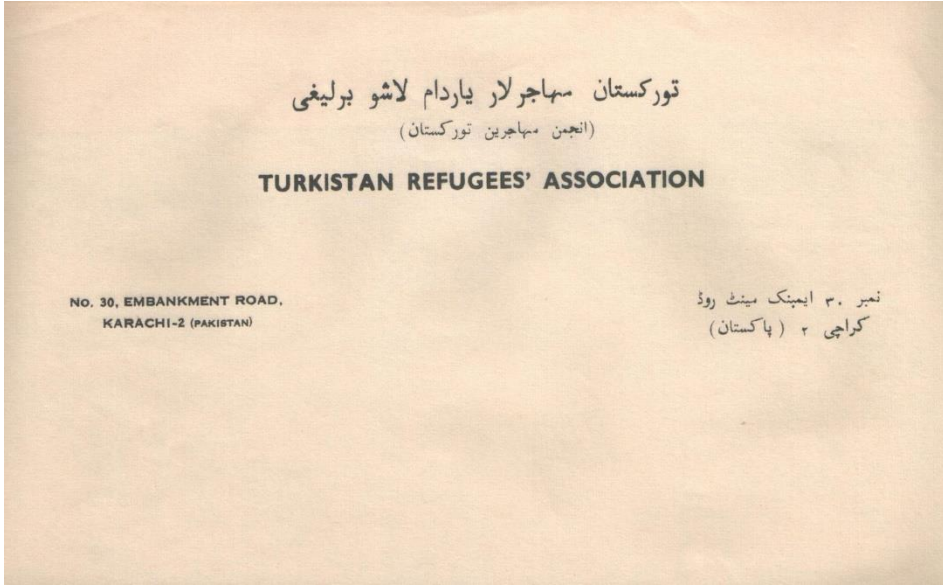 تورکستان مهاجرلار یاردام لاشو برلیغی
(انجمن مهاجرین تورکستان)
TURKISTAN REFUGEES' ASSOCIATION
No. 30, EMBANKMENT ROAD,
KARACHI-2 (PAKISTAN)
نمبر ۳۰ ایمبنک مینٹ روڈ
کراچی ۲ (پاکستان)